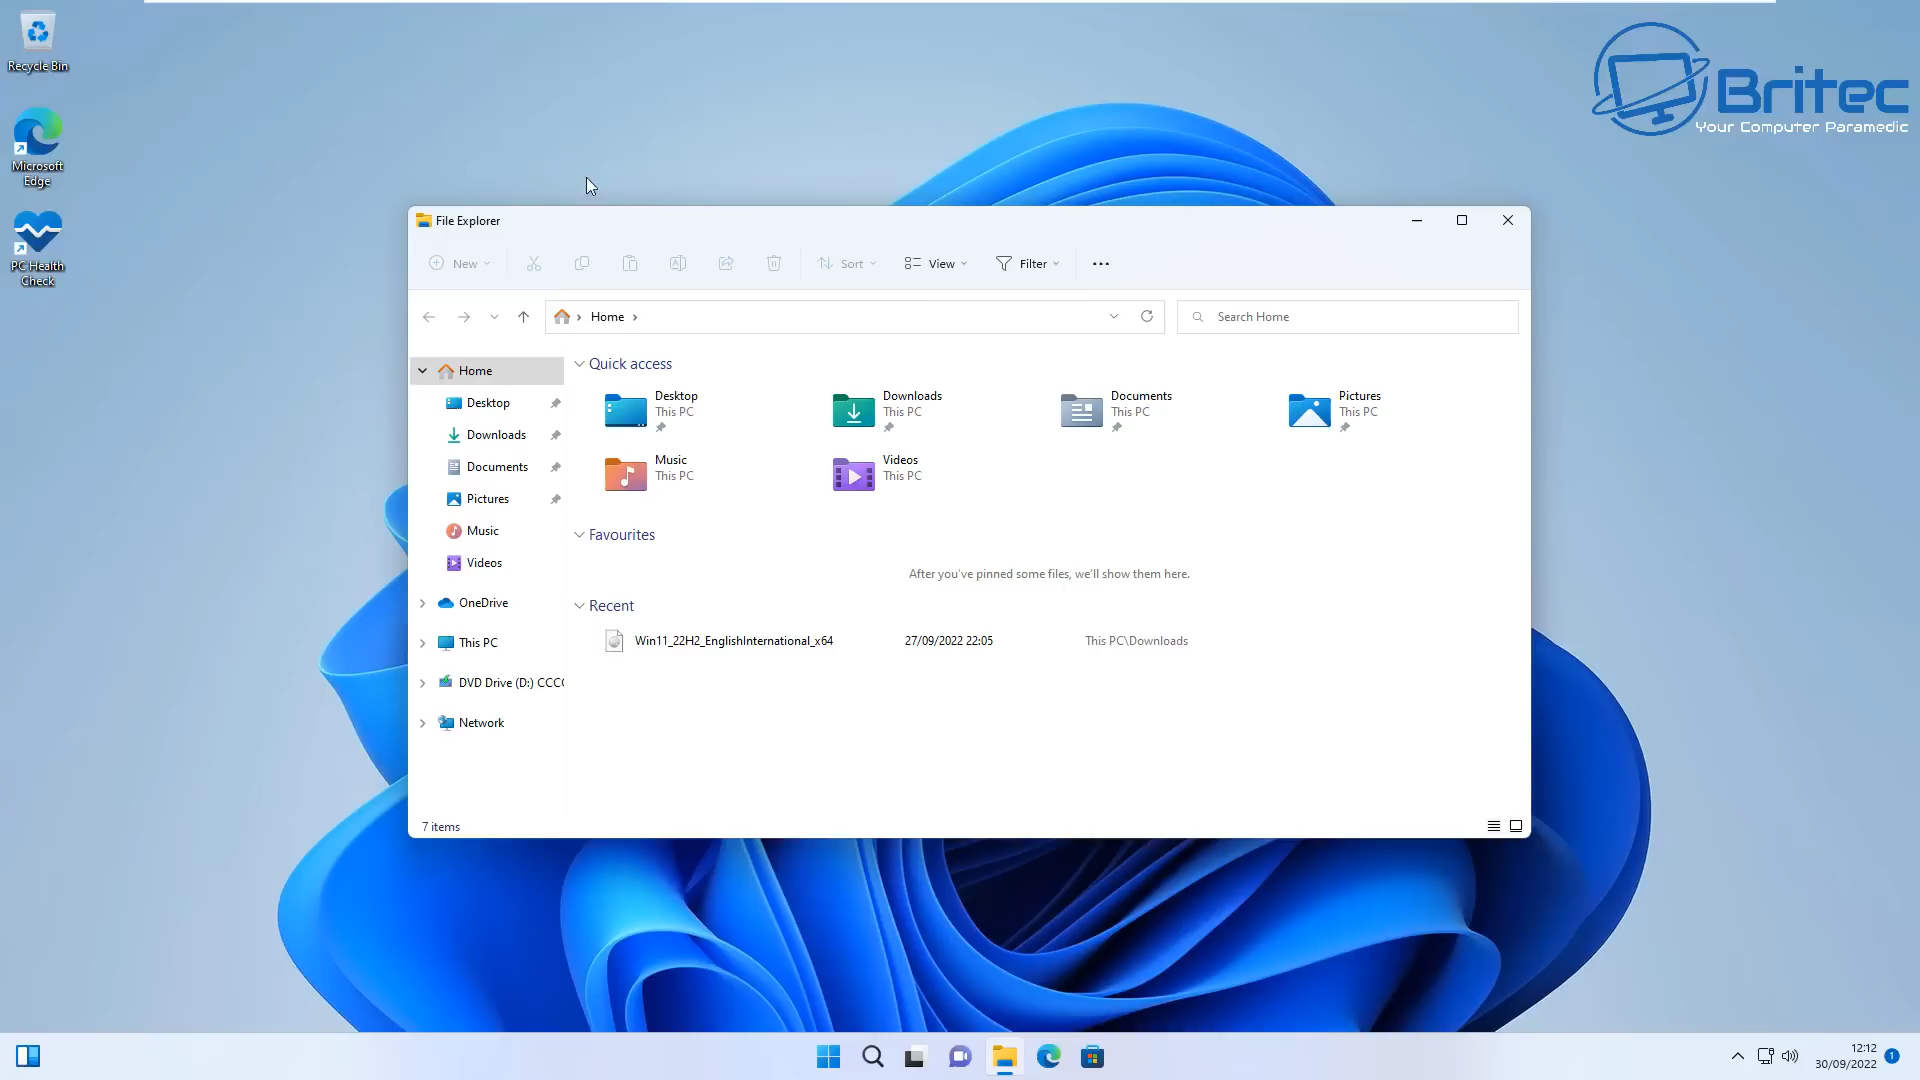 Recycle Bin
Microsoft
Edge
PC Health
Check
Britec
Your Computer Paramedic
File Explorer
New
Sort
View
Filter
Home
Search Home
Home
Desktop
Downloads
Documents
Pictures
Music
Videos
OneDrive
This PC
DVD Drive (D:) CCC
Network
Quick access
Desktop
This PC
Downloads
This PC
Documents
This PC
Pictures
This PC
Music
This PC
Videos
This PC
Favourites
After you've pinned some files, we'll show them here.
Recent
Win11_22H2_EnglishInternational_x64 27/09/2022 22:05 This PC\Downloads
7 items
12:12
30/09/2022
1